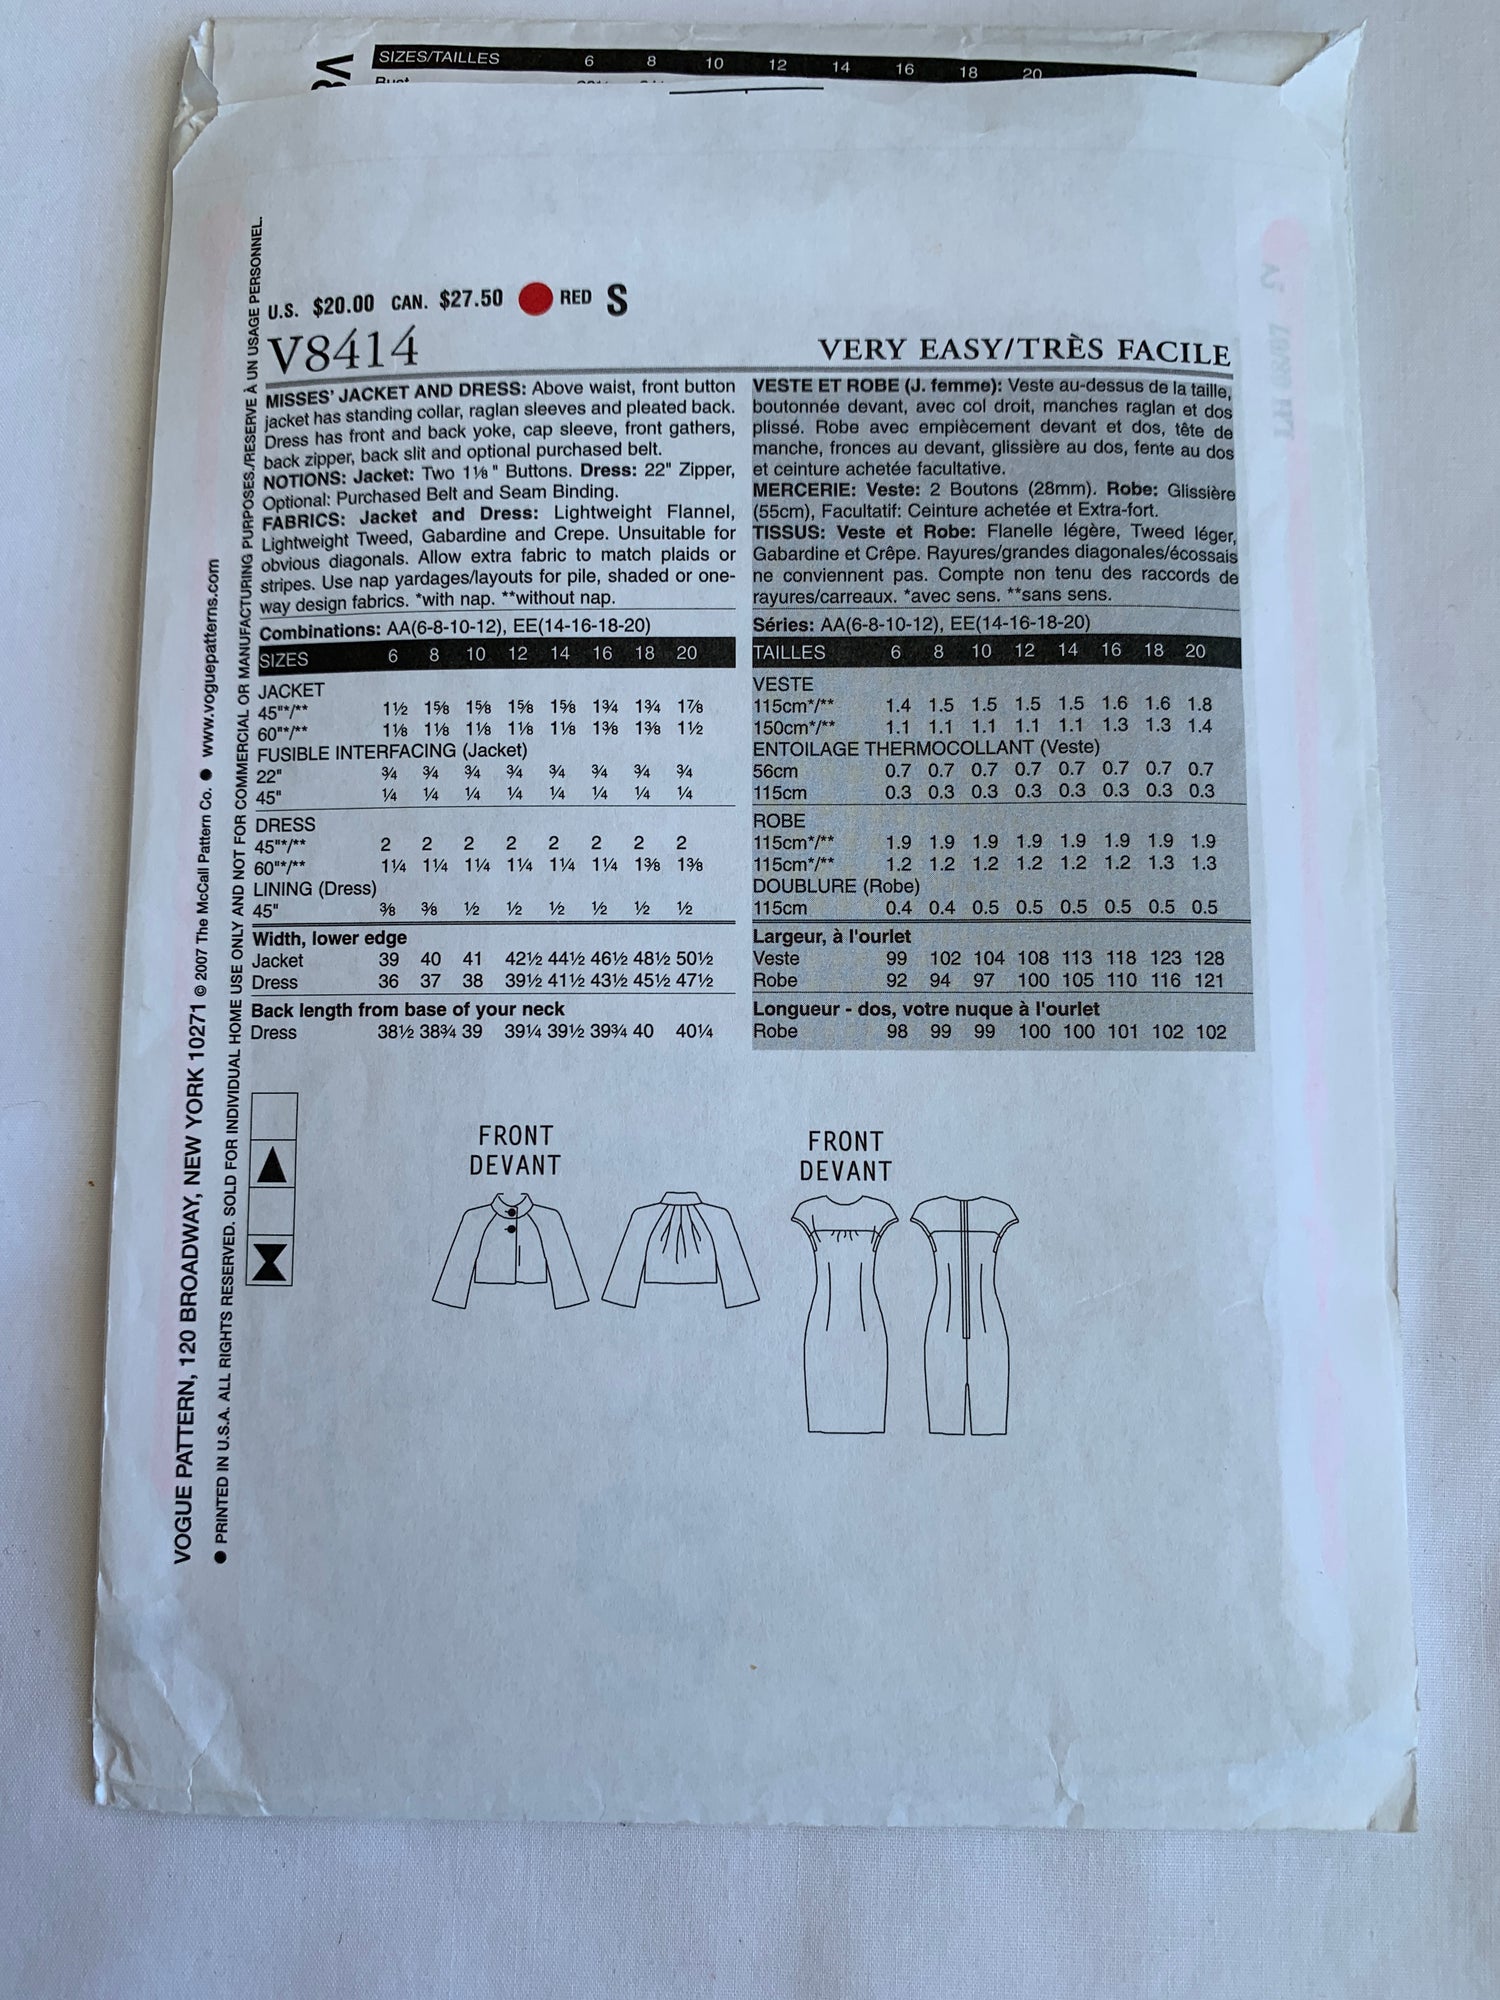 SIZES/TAILLES 6 8 10 12 14 16 18 20
Bust
U.S. $20.00 CAN. $27.50 RED S
V8414
VERY EASY/TRÈS FACILE
MISSES' JACKET AND DRESS: Above waist, front button
jacket has standing collar, raglan sleeves and pleated back.
Dress has front and back yoke, cap sleeve, front gathers,
back zipper, back slit and optional purchased belt.
NOTIONS: Jacket: Two 1⅛" Buttons. Dress: 22" Zipper,
Optional: Purchased Belt and Seam Binding.
FABRICS: Jacket and Dress: Lightweight Flannel,
Lightweight Tweed, Gabardine and Crepe. Unsuitable for
obvious diagonals. Allow extra fabric to match plaids or
stripes. Use nap yardages/layouts for pile, shaded or one-
way design fabrics. *with nap. **without nap.
Combinations: AA(6-8-10-12), EE(14-16-18-20)
SIZES 6 8 10 12 14 16 18 20
JACKET
45"*/** 1½ 1⅝ 1⅝ 1⅝ 1⅝ 1¾ 1¾ 1⅞
60"*/** 1⅛ 1⅛ 1⅛ 1⅛ 1⅛ 1⅜ 1⅜ 1½
FUSIBLE INTERFACING (Jacket)
22" ¾ ¾ ¾ ¾ ¾ ¾ ¾ ¾
45" ¼ ¼ ¼ ¼ ¼ ¼ ¼ ¼
DRESS
45"*/** 2 2 2 2 2 2 2 2
60"*/** 1¼ 1¼ 1¼ 1¼ 1¼ 1¼ 1⅜ 1⅜
LINING (Dress)
45" ⅜ ⅜ ½ ½ ½ ½ ½ ½
Width, lower edge
Jacket 39 40 41 42½ 44½ 46½ 48½ 50½
Dress 36 37 38 39½ 41½ 43½ 45½ 47½
Back length from base of your neck
Dress 38½ 38¾ 39 39¼ 39½ 39¾ 40 40¼
VESTE ET ROBE (J. femme): Veste au-dessus de la taille,
boutonnée devant, avec col droit, manches raglan et dos
plissé. Robe avec empiècement devant et dos, tête de
manche, fronces au devant, glissière au dos, fente au dos
et ceinture achetée facultative.
MERCERIE: Veste: 2 Boutons (28mm). Robe: Glissière
(55cm), Facultatif: Ceinture achetée et Extra-fort.
TISSUS: Veste et Robe: Flanelle légère, Tweed léger,
Gabardine et Crêpe. Rayures/grandes diagonales/écossais
ne conviennent pas. Compte non tenu des raccords de
rayures/carreaux. *avec sens. **sans sens.
Séries: AA(6-8-10-12), EE(14-16-18-20)
TAILLES 6 8 10 12 14 16 18 20
VESTE
115cm*/** 1.4 1.5 1.5 1.5 1.5 1.6 1.6 1.8
150cm*/** 1.1 1.1 1.1 1.1 1.1 1.3 1.3 1.4
ENTOILAGE THERMOCOLLANT (Veste)
56cm 0.7 0.7 0.7 0.7 0.7 0.7 0.7 0.7
115cm 0.3 0.3 0.3 0.3 0.3 0.3 0.3 0.3
ROBE
115cm*/** 1.9 1.9 1.9 1.9 1.9 1.9 1.9 1.9
115cm*/** 1.2 1.2 1.2 1.2 1.2 1.2 1.3 1.3
DOUBLURE (Robe)
115cm 0.4 0.4 0.5 0.5 0.5 0.5 0.5 0.5
Largeur, à l'ourlet
Veste 99 102 104 108 113 118 123 128
Robe 92 94 97 100 105 110 116 121
Longueur - dos, votre nuque à l'ourlet
Robe 98 99 99 100 100 101 102 102
FRONT
DEVANT
FRONT
DEVANT
VOGUE PATTERN, 120 BROADWAY, NEW YORK 10271 © 2007 The McCall Pattern Co. ● www.voguepatterns.com
● PRINTED IN U.S.A. ALL RIGHTS RESERVED. SOLD FOR INDIVIDUAL HOME USE ONLY AND NOT FOR COMMERCIAL OR MANUFACTURING PURPOSES./RESERVE À UN USAGE PERSONNEL.